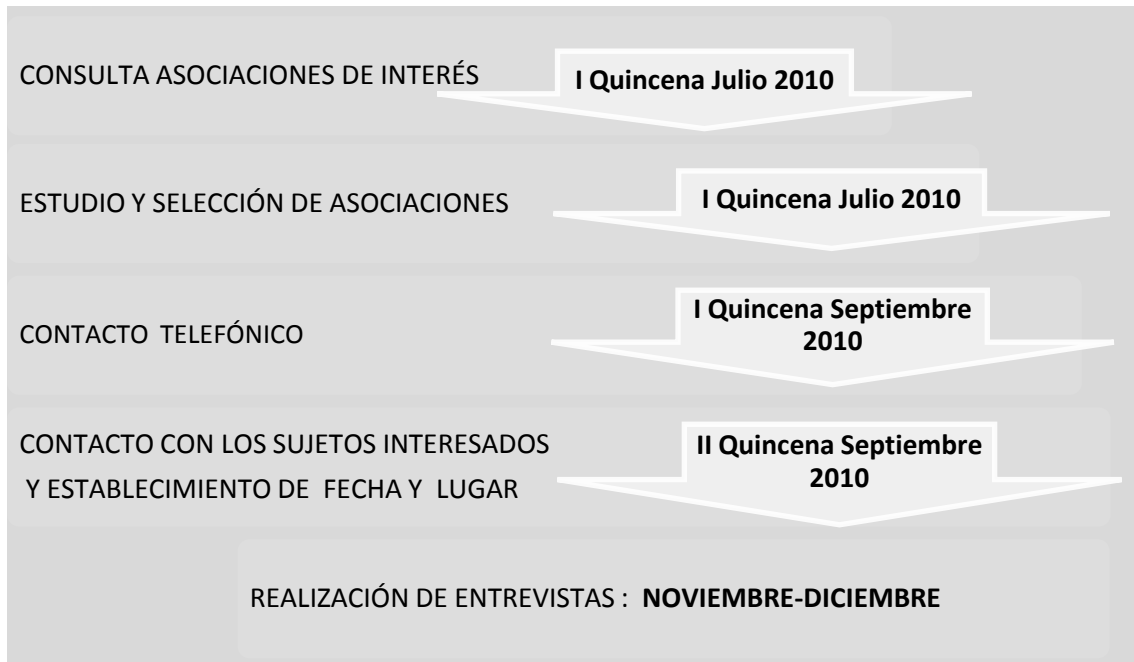 CONSULTA ASOCIACIONES DE INTERÉS
I Quincena Julio 2010
ESTUDIO Y SELECCIÓN DE ASOCIACIONES
I Quincena Julio 2010
CONTACTO TELEFÓNICO
I Quincena Septiembre
2010
CONTACTO CON LOS SUJETOS INTERESADOS
Y ESTABLECIMIENTO DE FECHA Y LUGAR
II Quincena Septiembre
2010
REALIZACIÓN DE ENTREVISTAS : NOVIEMBRE-DICIEMBRE